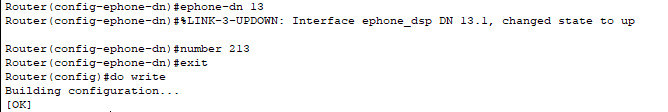 Router(config-ephone-dn)#ephone-dn 13
Router(config-ephone-dn)#%LINK-3-UPDOWN: Interface ephone_dsp DN 13.1, changed state to up
Router(config-ephone-dn)#number 213
Router(config-ephone-dn)#exit
Router(config)#do write
Building configuration...
[OK]